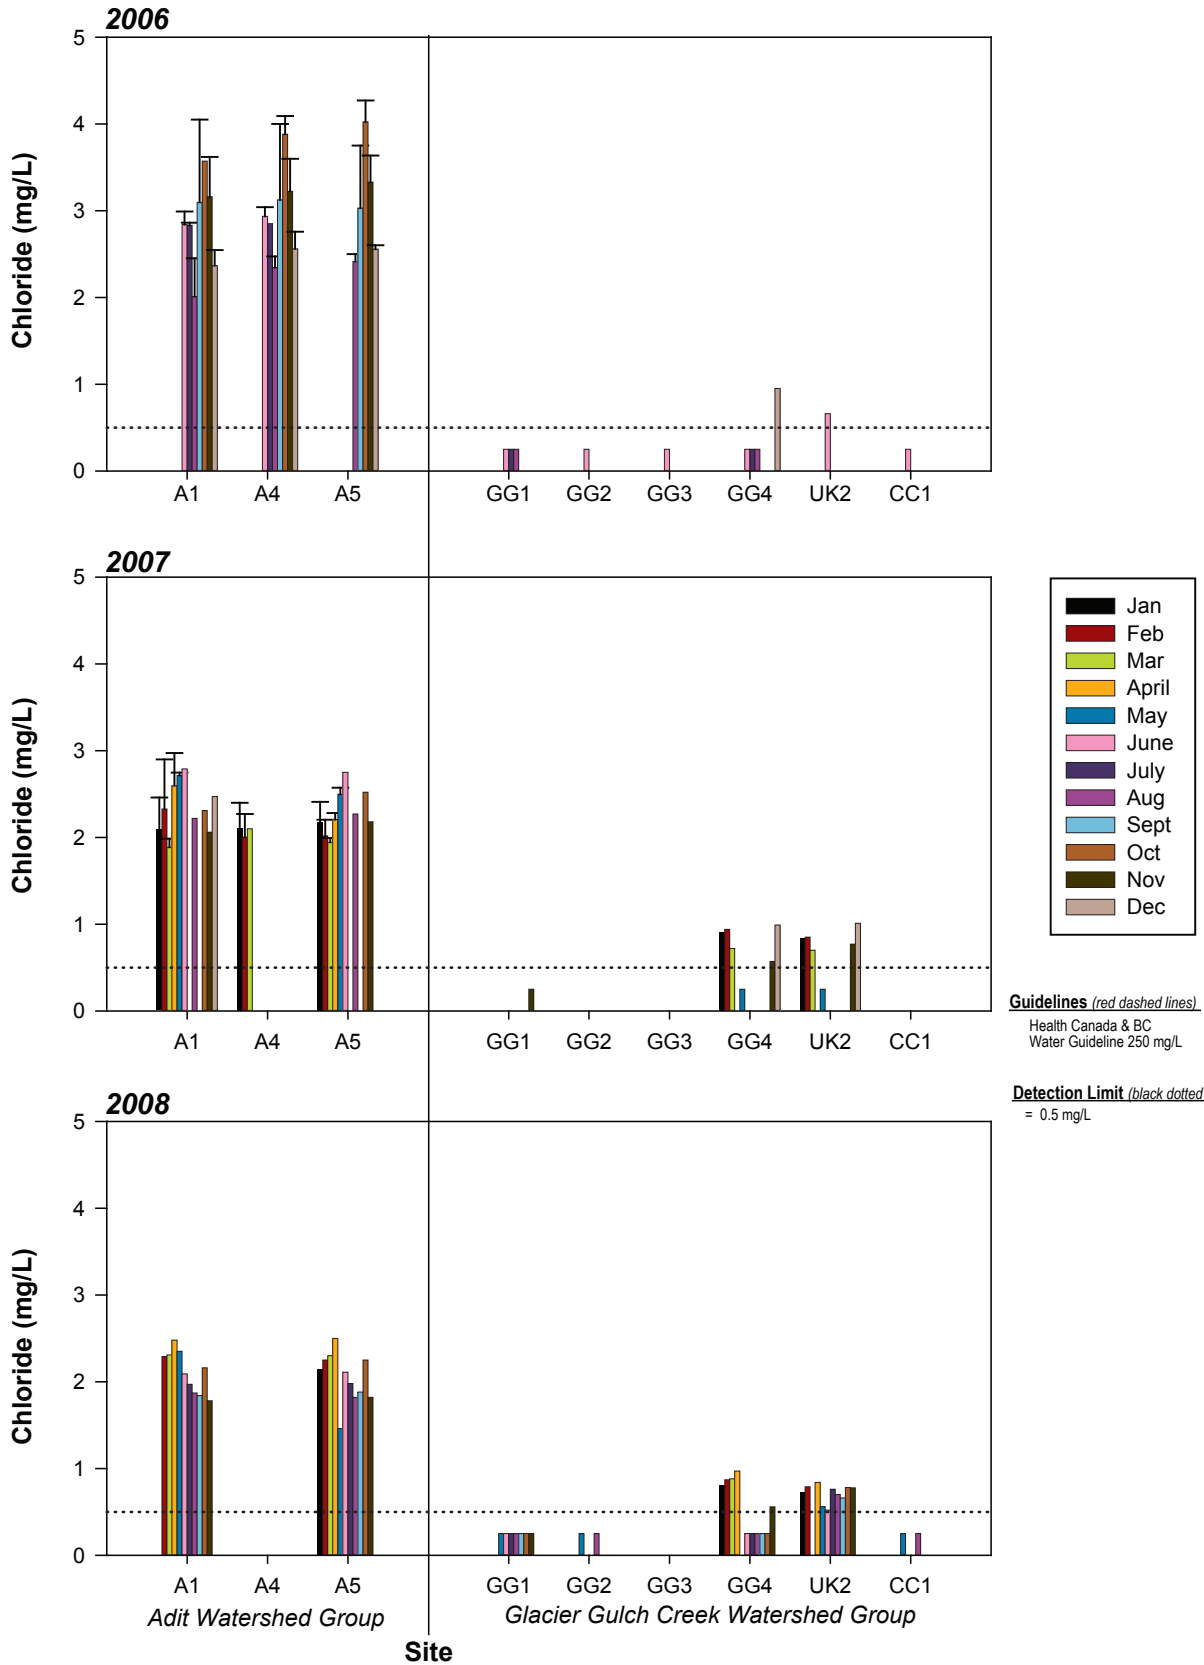 2006
5
4
3
2
1
0
Chloride (mg/L)
A1 A4 A5 GG1 GG2 GG3 GG4 UK2 CC1
2007
5
4
3
2
1
0
Chloride (mg/L)
A1 A4 A5 GG1 GG2 GG3 GG4 UK2 CC1
Jan
Feb
Mar
April
May
June
July
Aug
Sept
Oct
Nov
Dec
Guidelines (red dashed lines)
Health Canada & BC
Water Guideline 250 mg/L
Detection Limit (black dotted
= 0.5 mg/L
2008
5
4
3
2
1
0
Chloride (mg/L)
A1 A4 A5 GG1 GG2 GG3 GG4 UK2 CC1
Adit Watershed Group Glacier Gulch Creek Watershed Group
Site